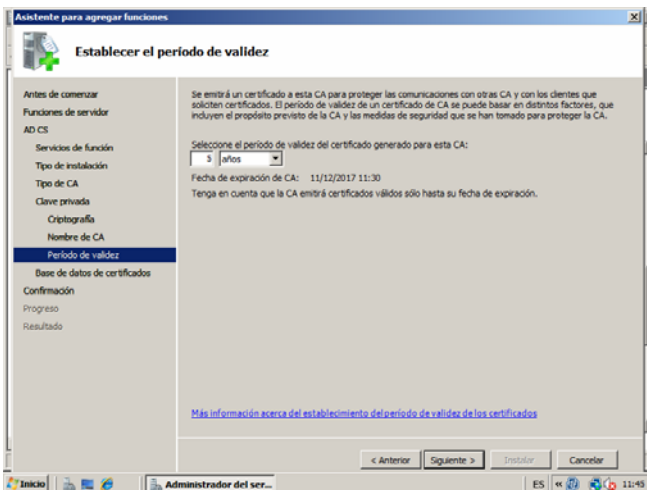 Asistente para agregar funciones
Establecer el período de validez
Antes de comenzar
Funciones de servidor
AD CS
Servicios de función
Tipo de instalación
Tipo de CA
Clave privada
Criptografía
Nombre de CA
Período de validez
Base de datos de certificados
Confirmación
Progreso
Resultado
Se emitirá un certificado a esta CA para proteger las comunicaciones con otras CA y con los clientes que
soliciten certificados. El período de validez de un certificado de CA se puede basar en distintos factores, que
incluyen el propósito previsto de la CA y las medidas de seguridad que se han tomado para proteger la CA.
Seleccione el período de validez del certificado generado para esta CA:
5 años
Fecha de expiración de CA: 11/12/2017 11:30
Tenga en cuenta que la CA emitirá certificados válidos sólo hasta su fecha de expiración.
Más información acerca del establecimiento del período de validez de los certificados
< Anterior Siguiente > Instalar Cancelar
Inicio Administrador del ser... ES « 11:45